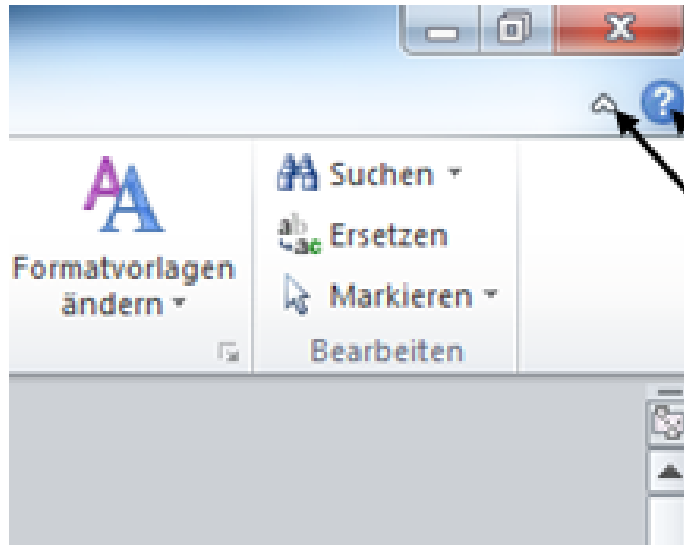 Suchen
Ersetzen
Formatvorlagen
ändern
Markieren
Bearbeiten